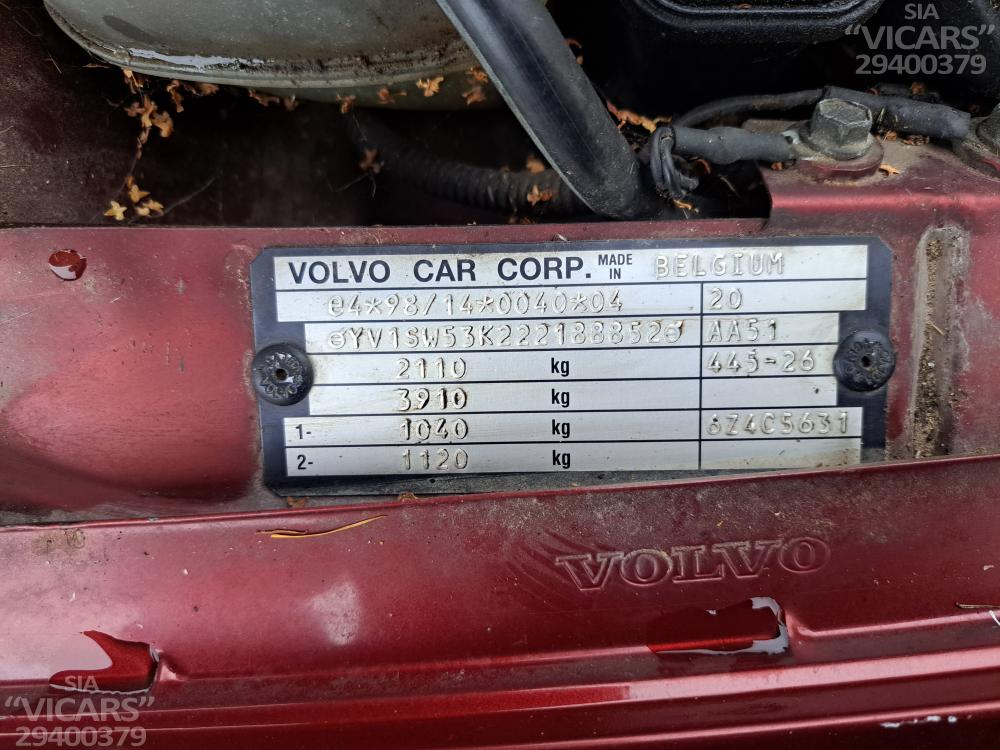 SIA
“VICARS”
29400379
VOLVO CAR CORP. MADE IN BELGIUM
e4*98/14*0040*04 20
YV1SW53K222188852 AA51
2110 kg 445-26
3910 kg
1- 1040 kg 6Z4C5631
2- 1120 kg
VOLVO
SIA
“VICARS”
29400379